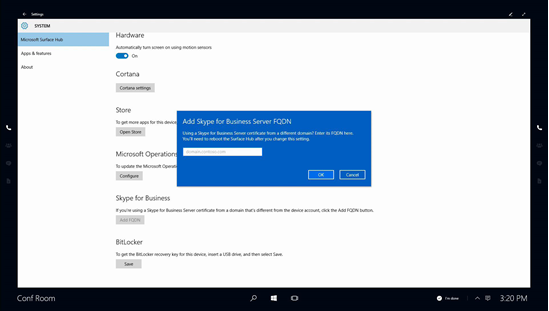 Settings
SYSTEM
Microsoft Surface Hub
Apps & features
About
Hardware
Automatically turn screen on using motion sensors
On
Cortana
Cortana settings
Store
To get more apps for this device
Open Store
Microsoft Operations
To update the Microsoft Operati
Configure
Add Skype for Business Server FQDN
Using a Skype for Business Server certificate from a different domain? Enter its FQDN here.
You'll need to reboot the Surface Hub after you change this setting.
domain.contoso.com
OK
Cancel
Skype for Business
If you're using a Skype for Business Server certificate from a domain that's different from the device account, click the Add FQDN button.
Add FQDN
BitLocker
To get the BitLocker recovery key for this device, insert a USB drive, and then select Save.
Save
Conf Room
I'm done
3:20 PM